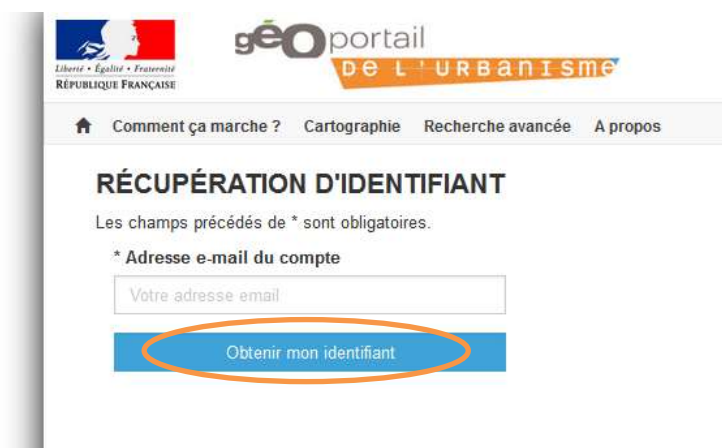 géoportail
DE L'URBANISME
Liberté • Égalité • Fraternité
RÉPUBLIQUE FRANÇAISE
Comment ça marche ? Cartographie Recherche avancée A propos
RÉCUPÉRATION D'IDENTIFIANT
Les champs précédés de * sont obligatoires.
* Adresse e-mail du compte
Votre adresse email
Obtenir mon identifiant